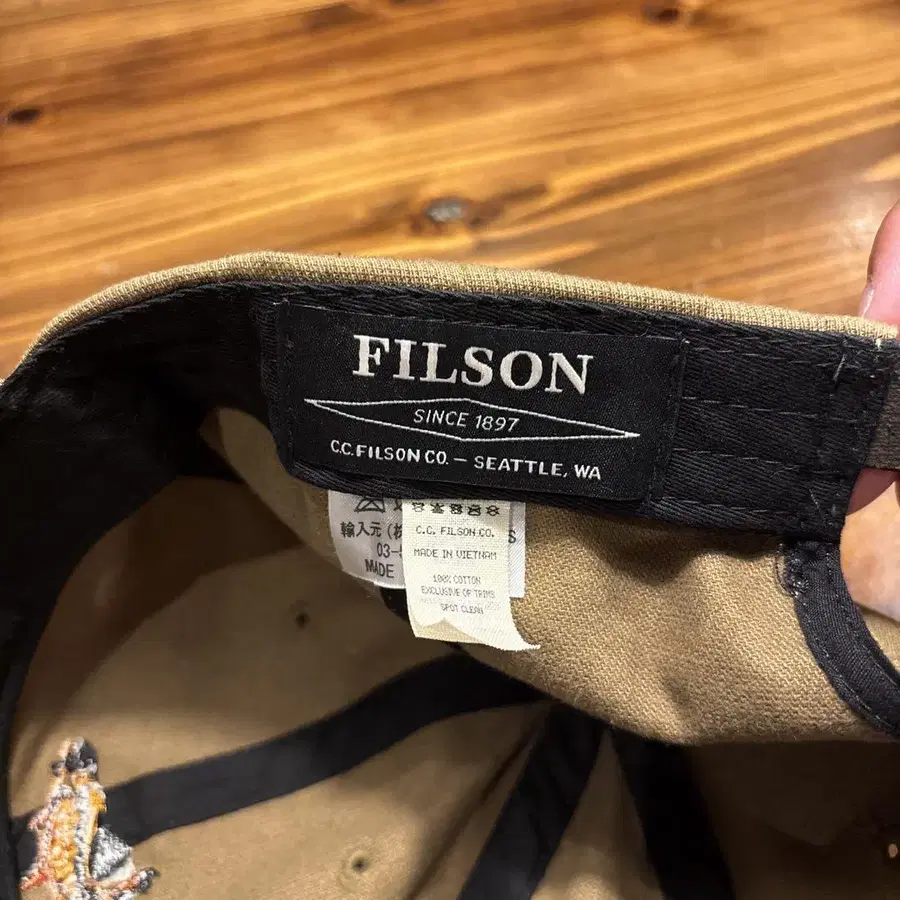 FILSON
SINCE 1897
C.C.FILSON CO. — SEATTLE, WA
C.C. FILSON CO.
MADE IN VIETNAM
100% COTTON
EXCLUSIVE OF TRIMS
SPOT CLEAN
輸入元 (株
S
03-
MADE